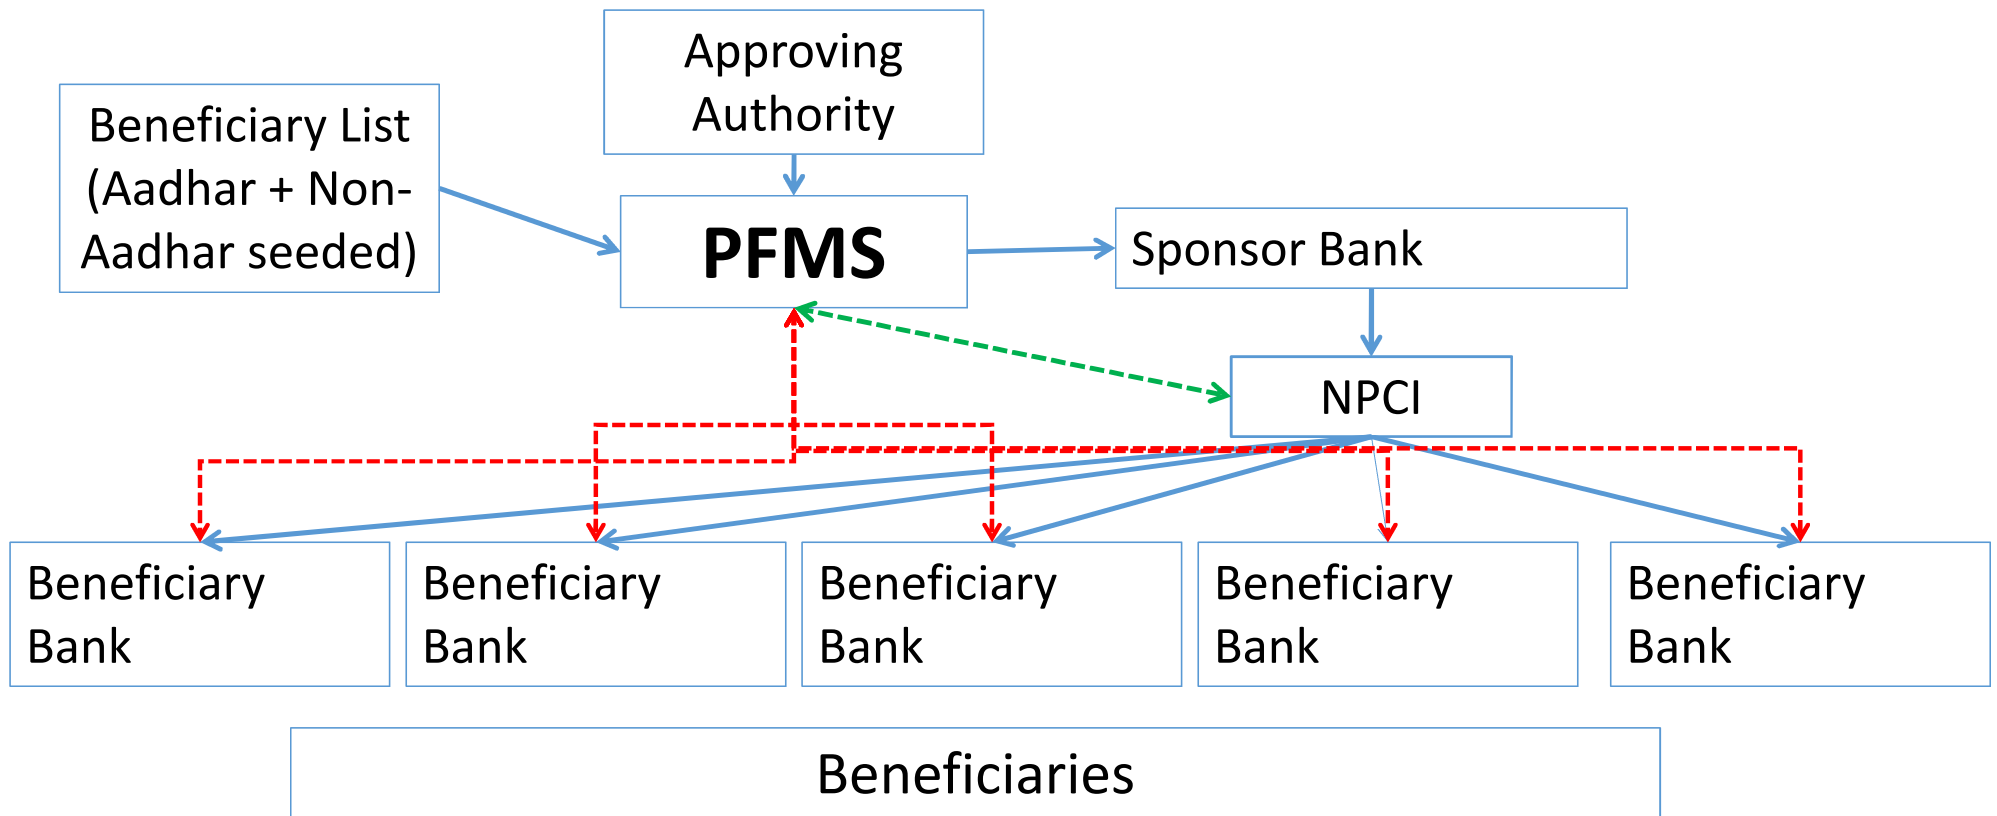 Approving
Authority
Beneficiary List
(Aadhar + Non-
Aadhar seeded)
PFMS
Sponsor Bank
NPCI
Beneficiary
Bank
Beneficiary
Bank
Beneficiary
Bank
Beneficiary
Bank
Beneficiary
Bank
Beneficiaries